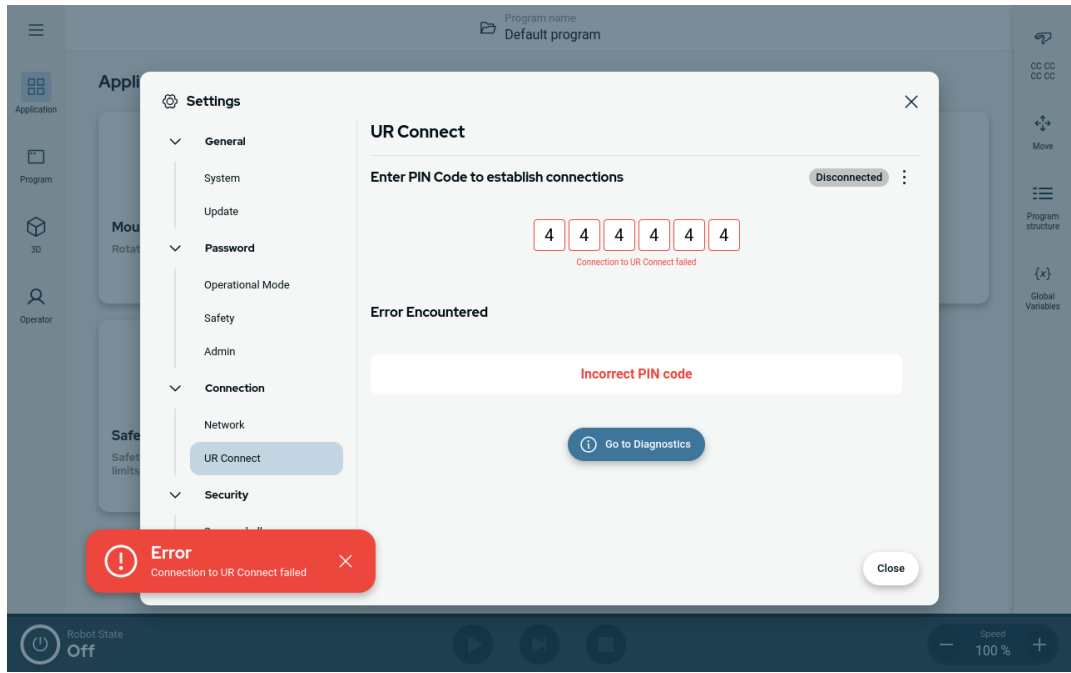 Program name
Default program
Application
Program
3D
Operator
Appli
Mou
Rotat
Safe
Safet
limits
Settings
General
System
Update
Password
Operational Mode
Safety
Admin
Connection
Network
UR Connect
Security
UR Connect
Enter PIN Code to establish connections
Disconnected
4 4 4 4 4 4
Connection to UR Connect failed
Error Encountered
Incorrect PIN code
Go to Diagnostics
Close
Error
Connection to UR Connect failed
CC CC
CC CC
Move
Program
structure
{x}
Global
Variables
Robot State
Off
Speed
100 %